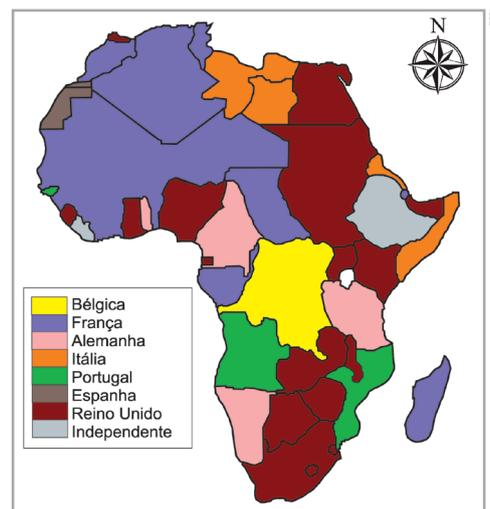 N
Bélgica
França
Alemanha
Itália
Portugal
Espanha
Reino Unido
Independente